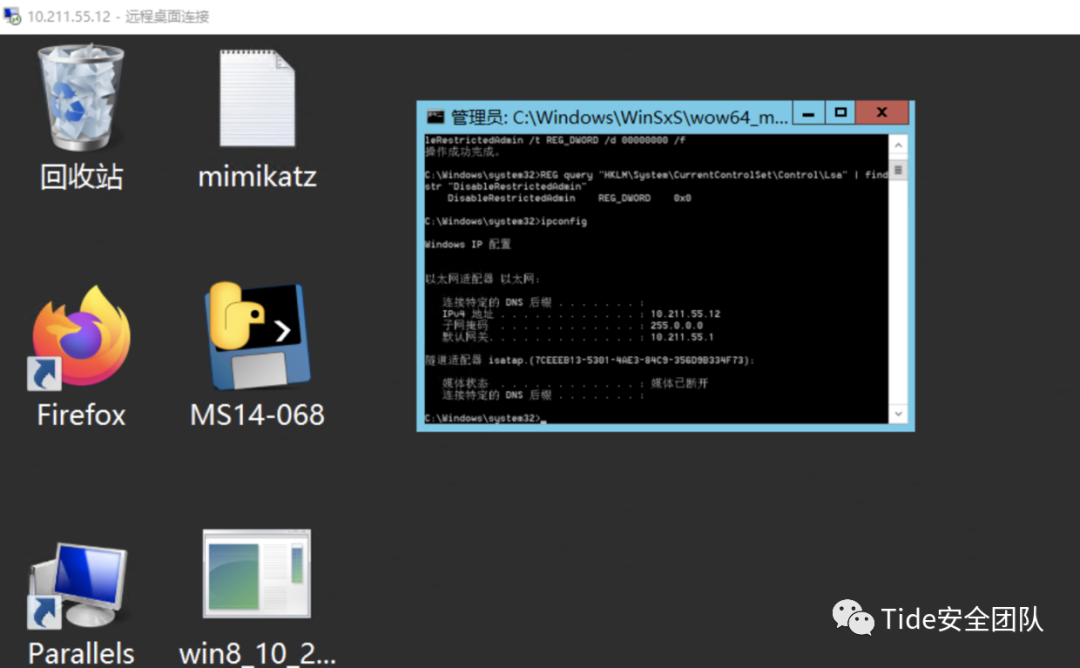 10.211.55.12 - 远程桌面连接
回收站
mimikatz
Firefox
MS14-068
Parallels
win8_10_2...
管理员: C:\Windows\WinSxS\wow64_m...
leRestrictedAdmin /t REG_DWORD /d 00000000 /f
操作成功完成。
C:\Windows\system32>REG query "HKLM\System\CurrentControlSet\Control\Lsa" | find
str "DisableRestrictedAdmin"
DisableRestrictedAdmin    REG_DWORD    0x0
C:\Windows\system32>ipconfig
Windows IP 配置
以太网适配器 以太网:
连接特定的 DNS 后缀 . . . . . . . :
IPv4 地址 . . . . . . . . . . . . : 10.211.55.12
子网掩码 . . . . . . . . . . . . : 255.0.0.0
默认网关. . . . . . . . . . . . . : 10.211.55.1
隧道适配器 isatap.{7CEEEB13-5301-4AE3-84C9-356D9B334F73}:
媒体状态 . . . . . . . . . . . . : 媒体已断开
连接特定的 DNS 后缀 . . . . . . . :
C:\Windows\system32>_
Tide安全团队